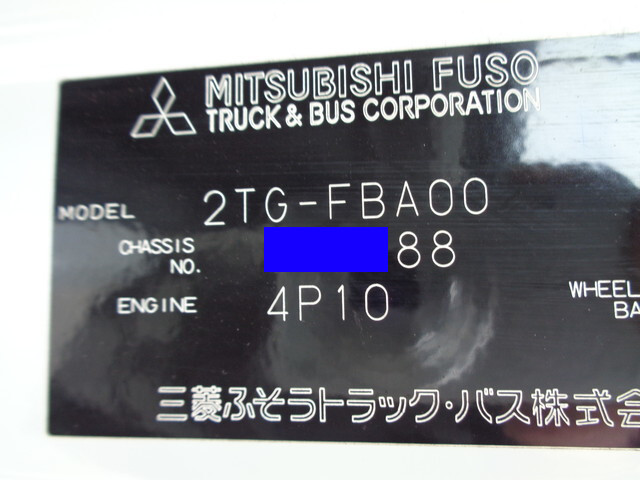 MITSUBISHI FUSO
TRUCK & BUS CORPORATION
MODEL 2TG-FBA00
CHASSIS NO. 88
ENGINE 4P10
WHEEL
BA
三菱ふそうトラック・バス株式会